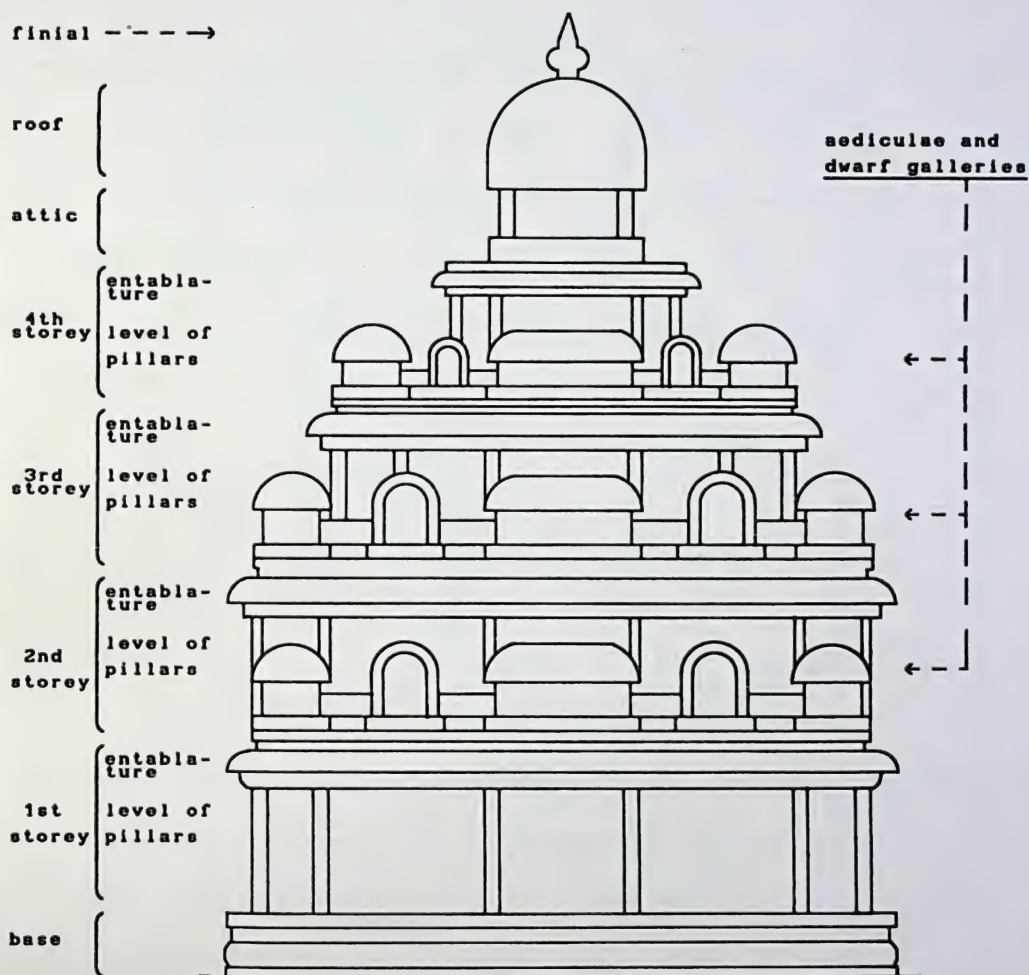 finial
roof
aediculae and
dwarf galleries
attic
entabla-
ture
4th
storey
level of
pillars
entabla-
ture
3rd
storey
level of
pillars
entabla-
ture
2nd
storey
level of
pillars
entabla-
ture
1st
storey
level of
pillars
base